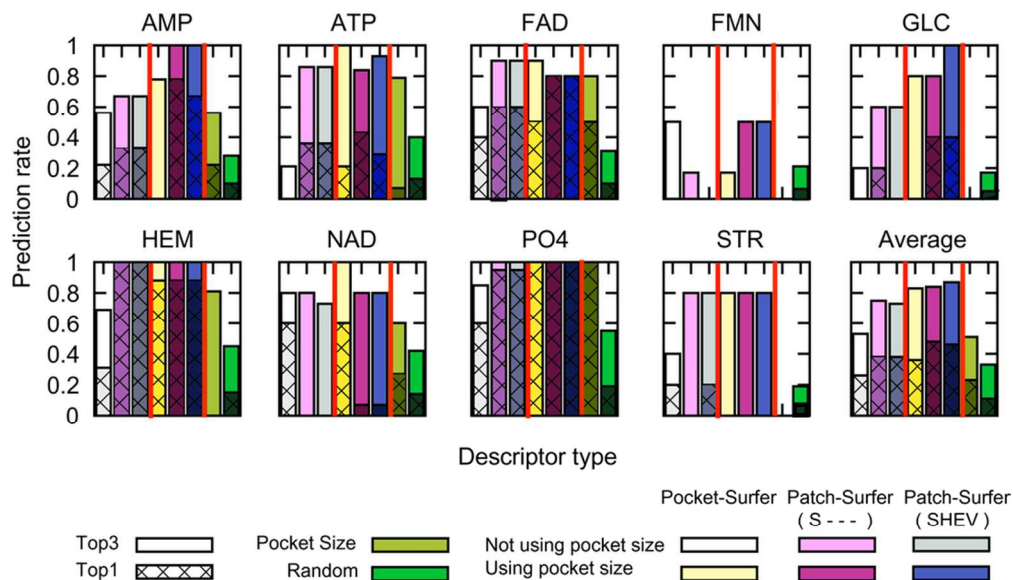 AMP ATP FAD FMN GLC
1
0.8
0.6
0.4
0.2
0
HEM NAD PO4 STR Average
1
0.8
0.6
0.4
0.2
0
Prediction rate
Descriptor type
Pocket-Surfer Patch-Surfer Patch-Surfer
( S - - - ) ( SHEV )
Top3 Pocket Size Not using pocket size
Top1 Random Using pocket size